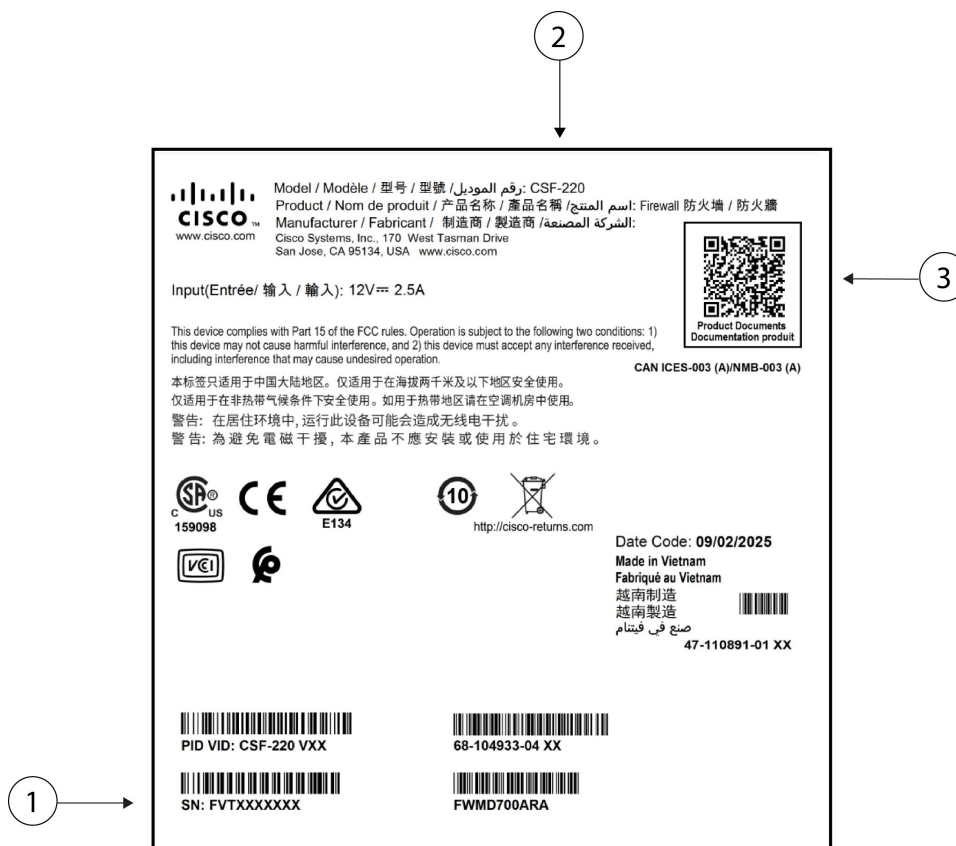 2
CISCO TM
www.cisco.com
Model / Modèle / 型号 / 型號 /رقم الموديل: CSF-220
Product / Nom de produit / 产品名称 / 產品名稱 /اسم المنتج: Firewall 防火墙 / 防火牆
Manufacturer / Fabricant / 制造商 / 製造商 /الشركة المصنعة:
Cisco Systems, Inc., 170 West Tasman Drive
San Jose, CA 95134, USA www.cisco.com
3
Input(Entrée/ 输入 / 輸入): 12V⎓ 2.5A
Product Documents
Documentation produit
This device complies with Part 15 of the FCC rules. Operation is subject to the following two conditions: 1)
this device may not cause harmful interference, and 2) this device must accept any interference received,
including interference that may cause undesired operation.
CAN ICES-003 (A)/NMB-003 (A)
本标签只适用于中国大陆地区。仅适用于在海拔两千米及以下地区安全使用。
仅适用于在非热带气候条件下安全使用。如用于热带地区请在空调机房中使用。
警告: 在居住环境中, 运行此设备可能会造成无线电干扰。
警告: 為避免電磁干擾, 本產品不應安裝或使用於住宅環境。
SA ®
C US
159098
CE
E134
10
http://cisco-returns.com
VCI
Date Code: 09/02/2025
Made in Vietnam
Fabriqué au Vietnam
越南制造
越南製造
صنع في فيتنام
47-110891-01 XX
PID VID: CSF-220 VXX
68-104933-04 XX
1
SN: FVTXXXXXXX
FWMD700ARA